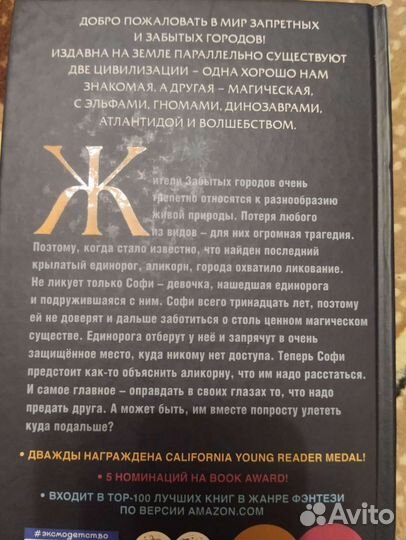 ДОБРО ПОЖАЛОВАТЬ В МИР ЗАПРЕТНЫХ
И ЗАБЫТЫХ ГОРОДОВ!
ИЗДАВНА НА ЗЕМЛЕ ПАРАЛЛЕЛЬНО СУЩЕСТВУЮТ
ДВЕ ЦИВИЛИЗАЦИИ – ОДНА ХОРОШО НАМ
ЗНАКОМАЯ, А ДРУГАЯ – МАГИЧЕСКАЯ,
С ЭЛЬФАМИ, ГНОМАМИ, ДИНОЗАВРАМИ,
АТЛАНТИДОЙ И ВОЛШЕБСТВОМ.
Жители Забытых городов очень
трепетно относятся к разнообразию
живой природы. Потеря любого
из видов – для них огромная трагедия.
Поэтому, когда стало известно, что найден последний
крылатый единорог, аликорн, города охватило ликование.
Не ликует только Софи – девочка, нашедшая единорога
и подружившаяся с ним. Софи всего тринадцать лет, поэтому
ей не доверят и дальше заботиться о столь ценном магическом
существе. Единорога отберут у неё и запрячут в очень
защищённое место, куда никому нет доступа. Теперь Софи
предстоит как-то объяснить аликорну, что им надо расстаться.
И самое главное – оправдать в своих глазах то, что надо
предать друга. А может быть, им вместе попросту улететь
куда подальше?
• ДВАЖДЫ НАГРАЖДЕНА CALIFORNIA YOUNG READER MEDAL!
• 5 НОМИНАЦИЙ НА BOOK AWARD!
• ВХОДИТ В TOP-100 ЛУЧШИХ КНИГ В ЖАНРЕ ФЭНТЕЗИ
ПО ВЕРСИИ AMAZON.COM
#эксмодетство
Avito